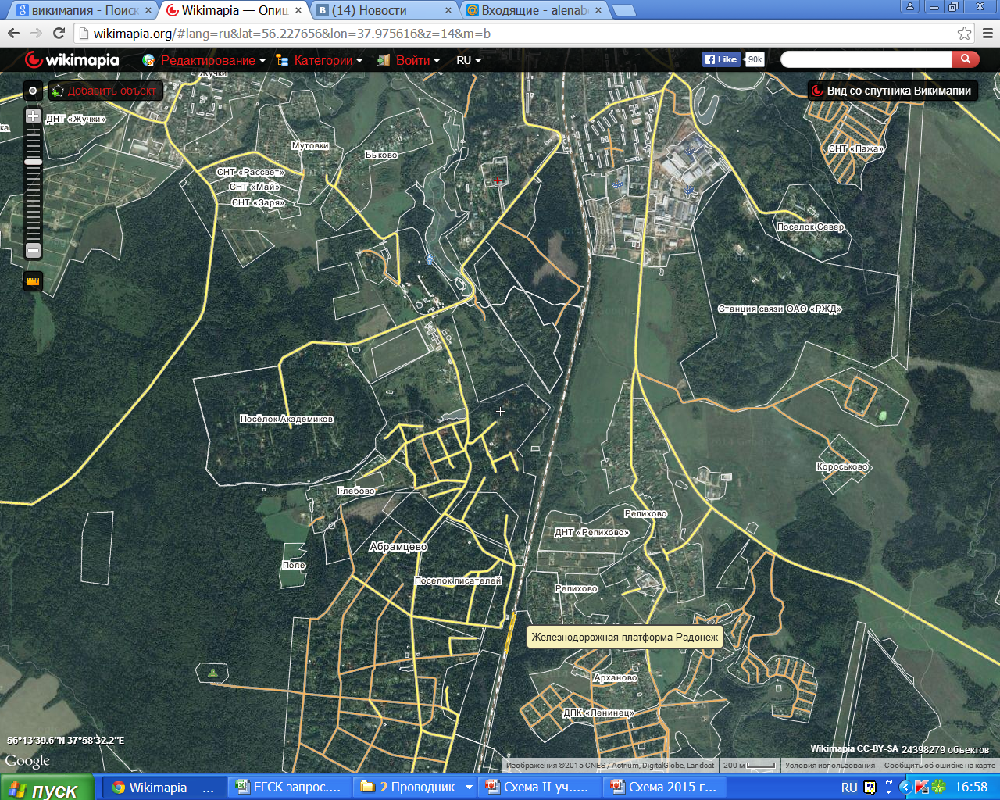 викимапия - Поиск
Wikimapia — Опиш
(14) Новости
Входящие - alenab
wikimapia.org/#lang=ru&lat=56.227656&lon=37.975616&z=14&m=b
wikimapia
Редактирование
Категории
Войти
RU
Like
90k
Добавить объект
Вид со спутника Викимапии
Жучки
ДНТ «Жучки»
ка
Мутовки
Быково
СНТ «Пажа»
СНТ «Рассвет»
СНТ «Май»
СНТ «Заря»
Поселок Север
Станция связи ОАО «РЖД»
Посёлок Академиков
Короськово
Глебово
Репихово
ДНТ «Репихово»
Абрамцево
Поле
Поселок писателей
Репихово
Железнодорожная платформа Радонеж
Арханово
ДПК «Ленинец»
56°13'39.6"N 37°58'32.2"E
Google
Wikimapia CC-BY-SA 24398279 объектов
Изображения ©2015 CNES / Astrium, DigitalGlobe, Landsat
200 м
Условия использования
Сообщить об ошибке на карте
пуск
Wikimapia —...
ЕГСК запрос....
2 Проводник
Схема II уч.....
Схема 2015 г...
RU
16:58